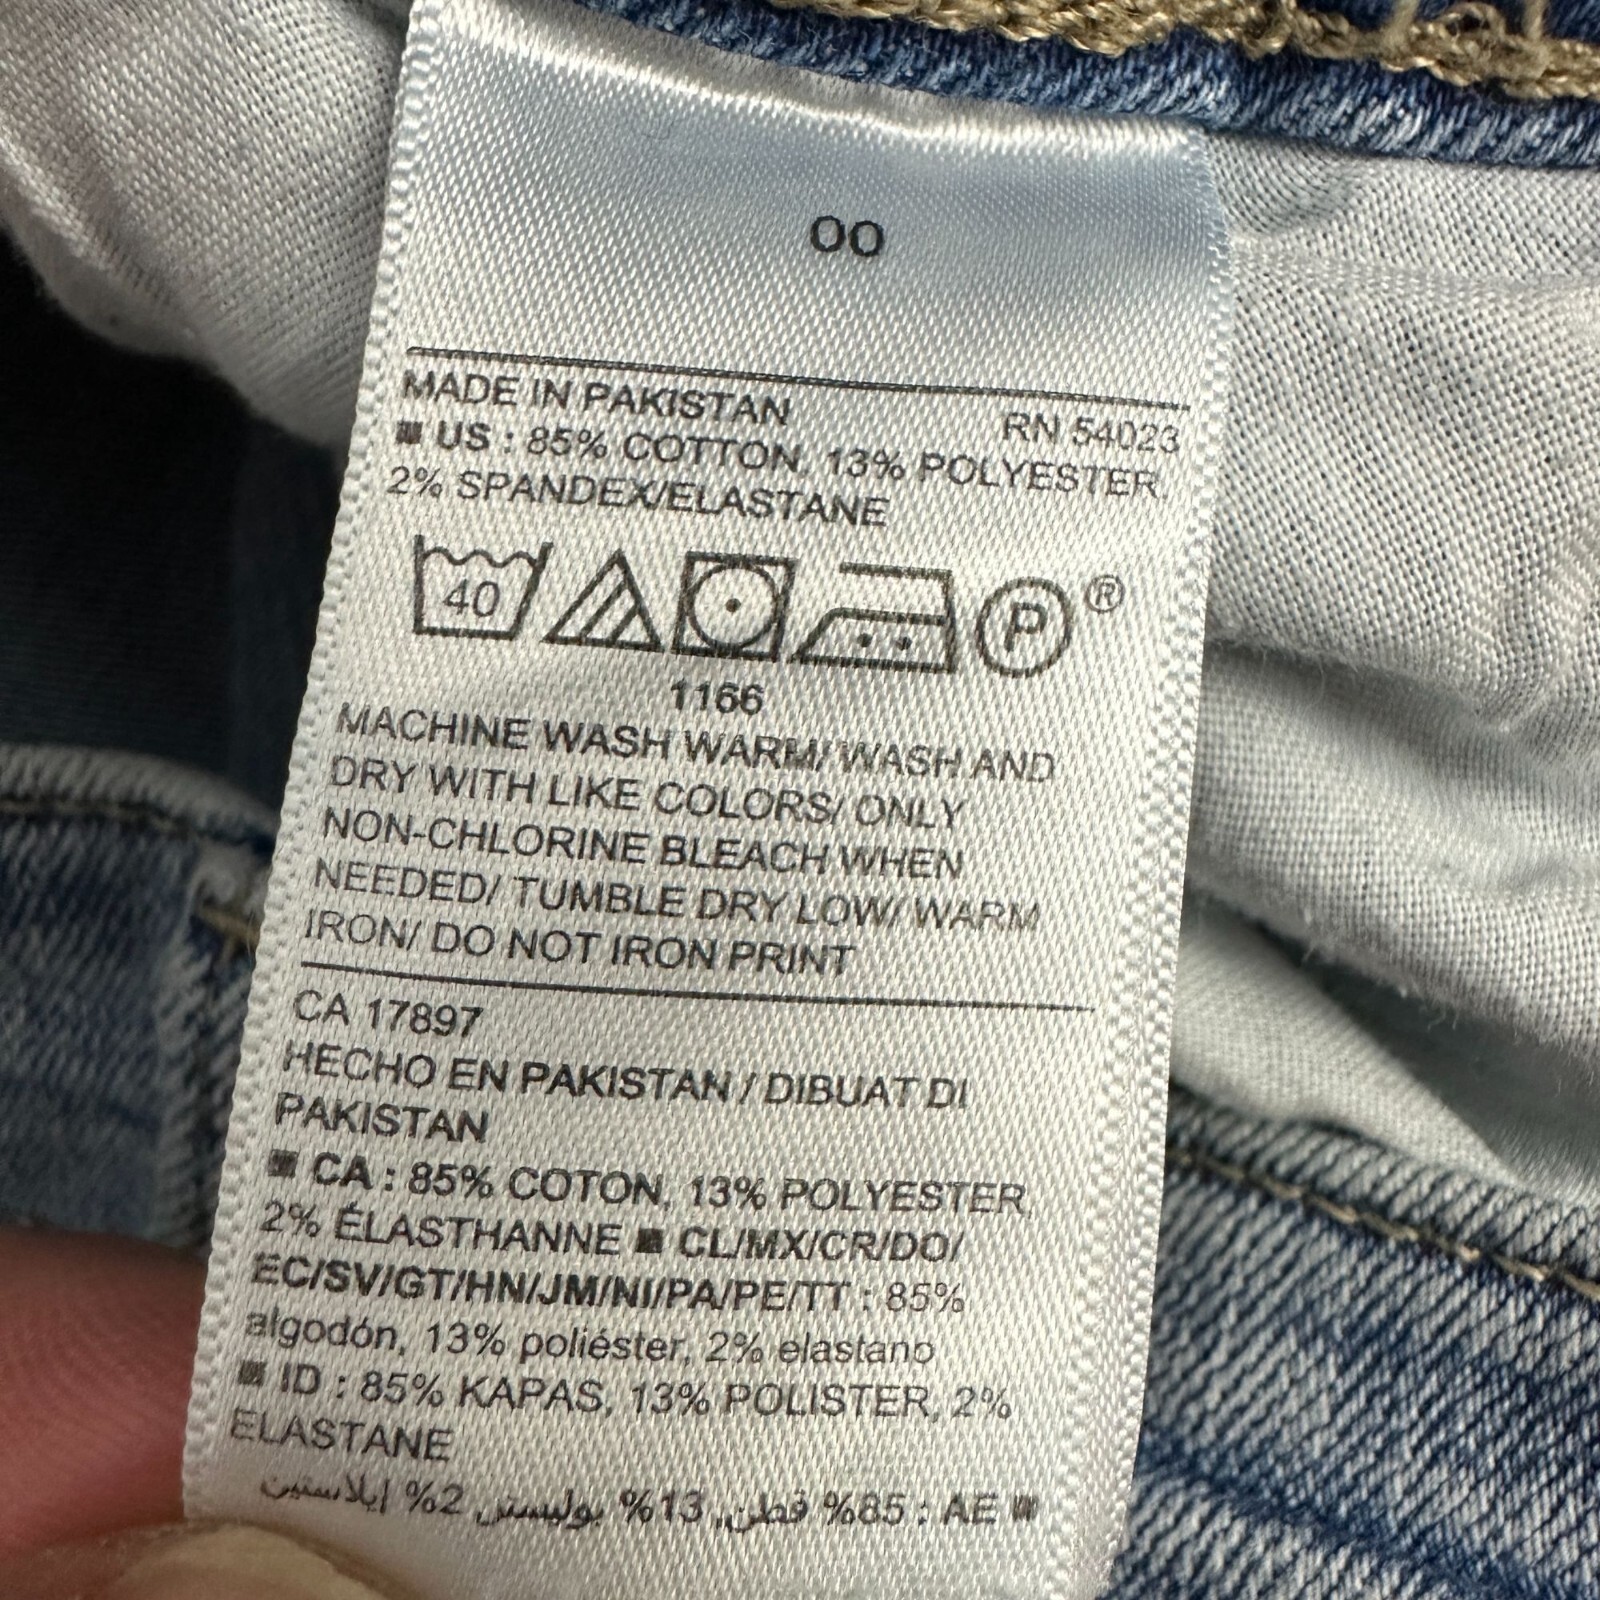 00
MADE IN PAKISTAN RN 54023
■ US : 85% COTTON, 13% POLYESTER,
2% SPANDEX/ELASTANE
40 P ®
1166
MACHINE WASH WARM/ WASH AND
DRY WITH LIKE COLORS/ ONLY
NON-CHLORINE BLEACH WHEN
NEEDED/ TUMBLE DRY LOW/ WARM
IRON/ DO NOT IRON PRINT
CA 17897
HECHO EN PAKISTAN / DIBUAT DI
PAKISTAN
■ CA : 85% COTON, 13% POLYESTER,
2% ÉLASTHANNE ■ CL/MX/CR/DO/
EC/SV/GT/HN/JM/NI/PA/PE/TT : 85%
algodón, 13% poliéster, 2% elastano
■ ID : 85% KAPAS, 13% POLISTER, 2%
ELASTANE
■ AE : 85% قطن, 13% بوليستر, 2% ايلاستين